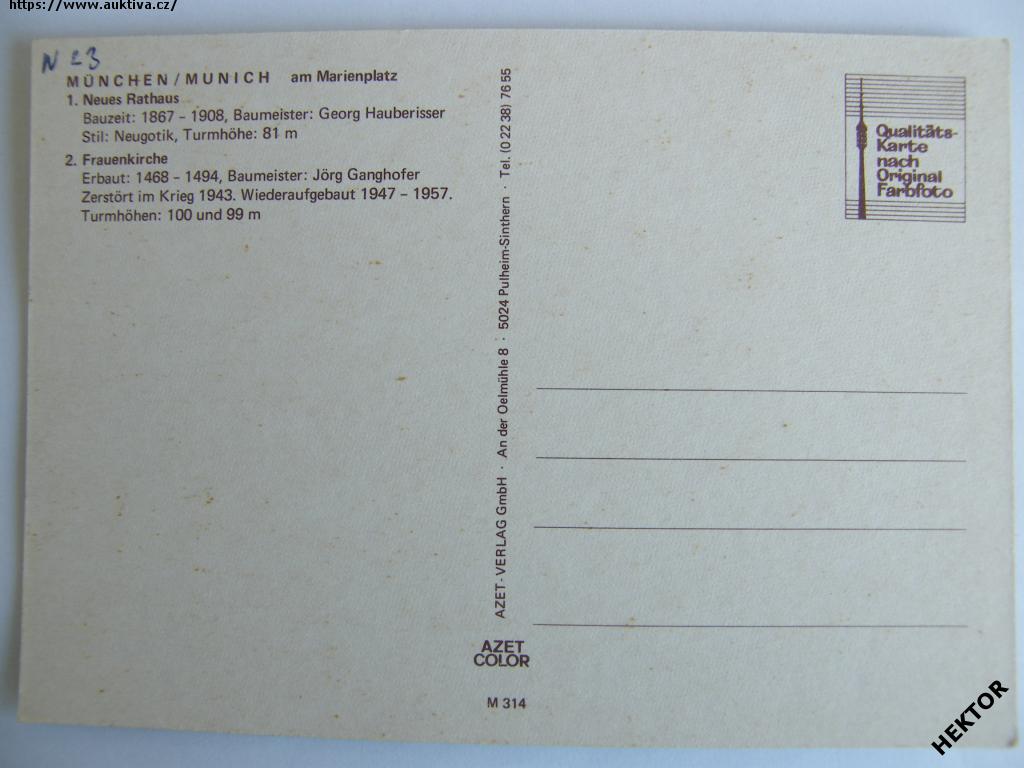 https://www.auktiva.cz/
N 23
MÜNCHEN/MUNICH am Marienplatz
1. Neues Rathaus
Bauzeit: 1867 – 1908, Baumeister: Georg Hauberisser
Stil: Neugotik, Turmhöhe: 81 m
2. Frauenkirche
Erbaut: 1468 – 1494, Baumeister: Jörg Ganghofer
Zerstört im Krieg 1943. Wiederaufgebaut 1947 – 1957.
Turmhöhen: 100 und 99 m
AZET-VERLAG GmbH · An der Oelmühle 8 · 5024 Pulheim-Sinthern · Tel. (0 22 38) 76 55
Qualitäts-
Karte
nach
Original
Farbfoto
AZET
COLOR
M 314
HEKTOR